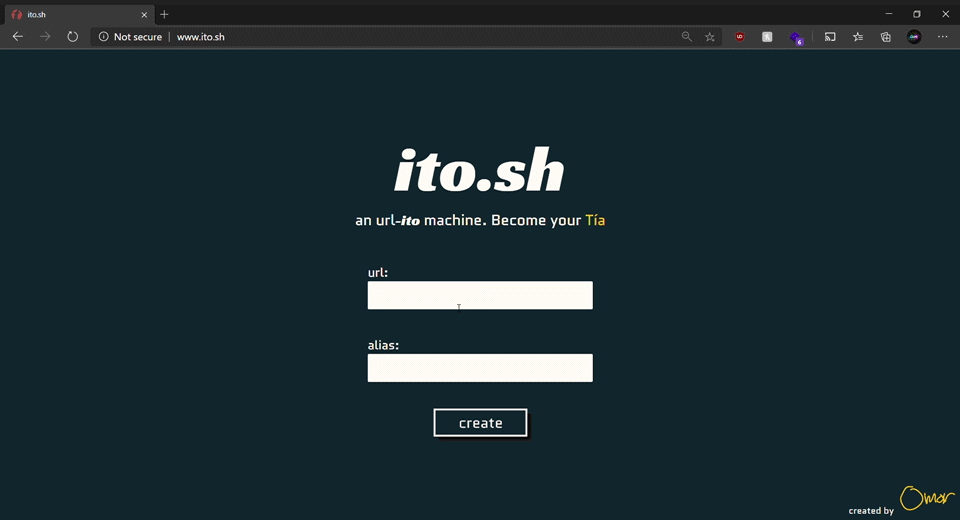 ito.sh
Not secure | www.ito.sh
6
ito.sh
an url-ito machine. Become your Tía
url:
alias:
create
created by Omar